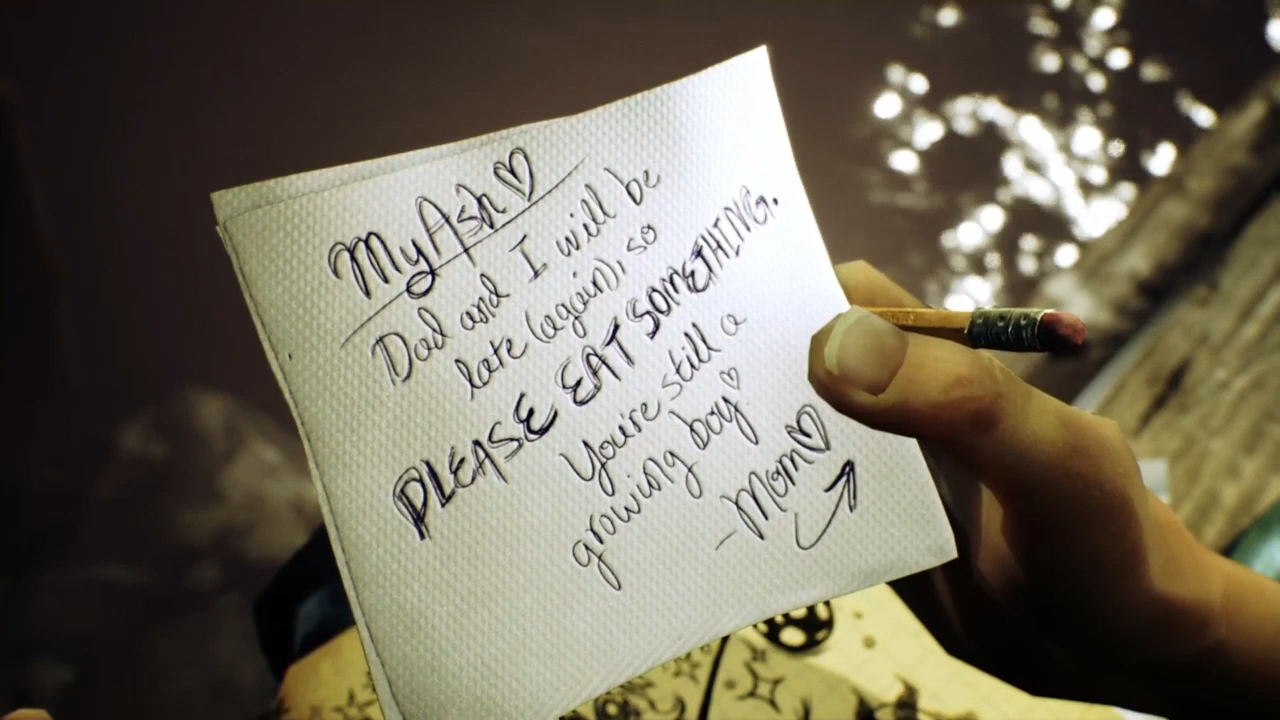 My Ash ♡
Dad and I will be
late (again), so
PLEASE EAT SOMETHING.
You're still a
growing boy ♡
- Mom ♡